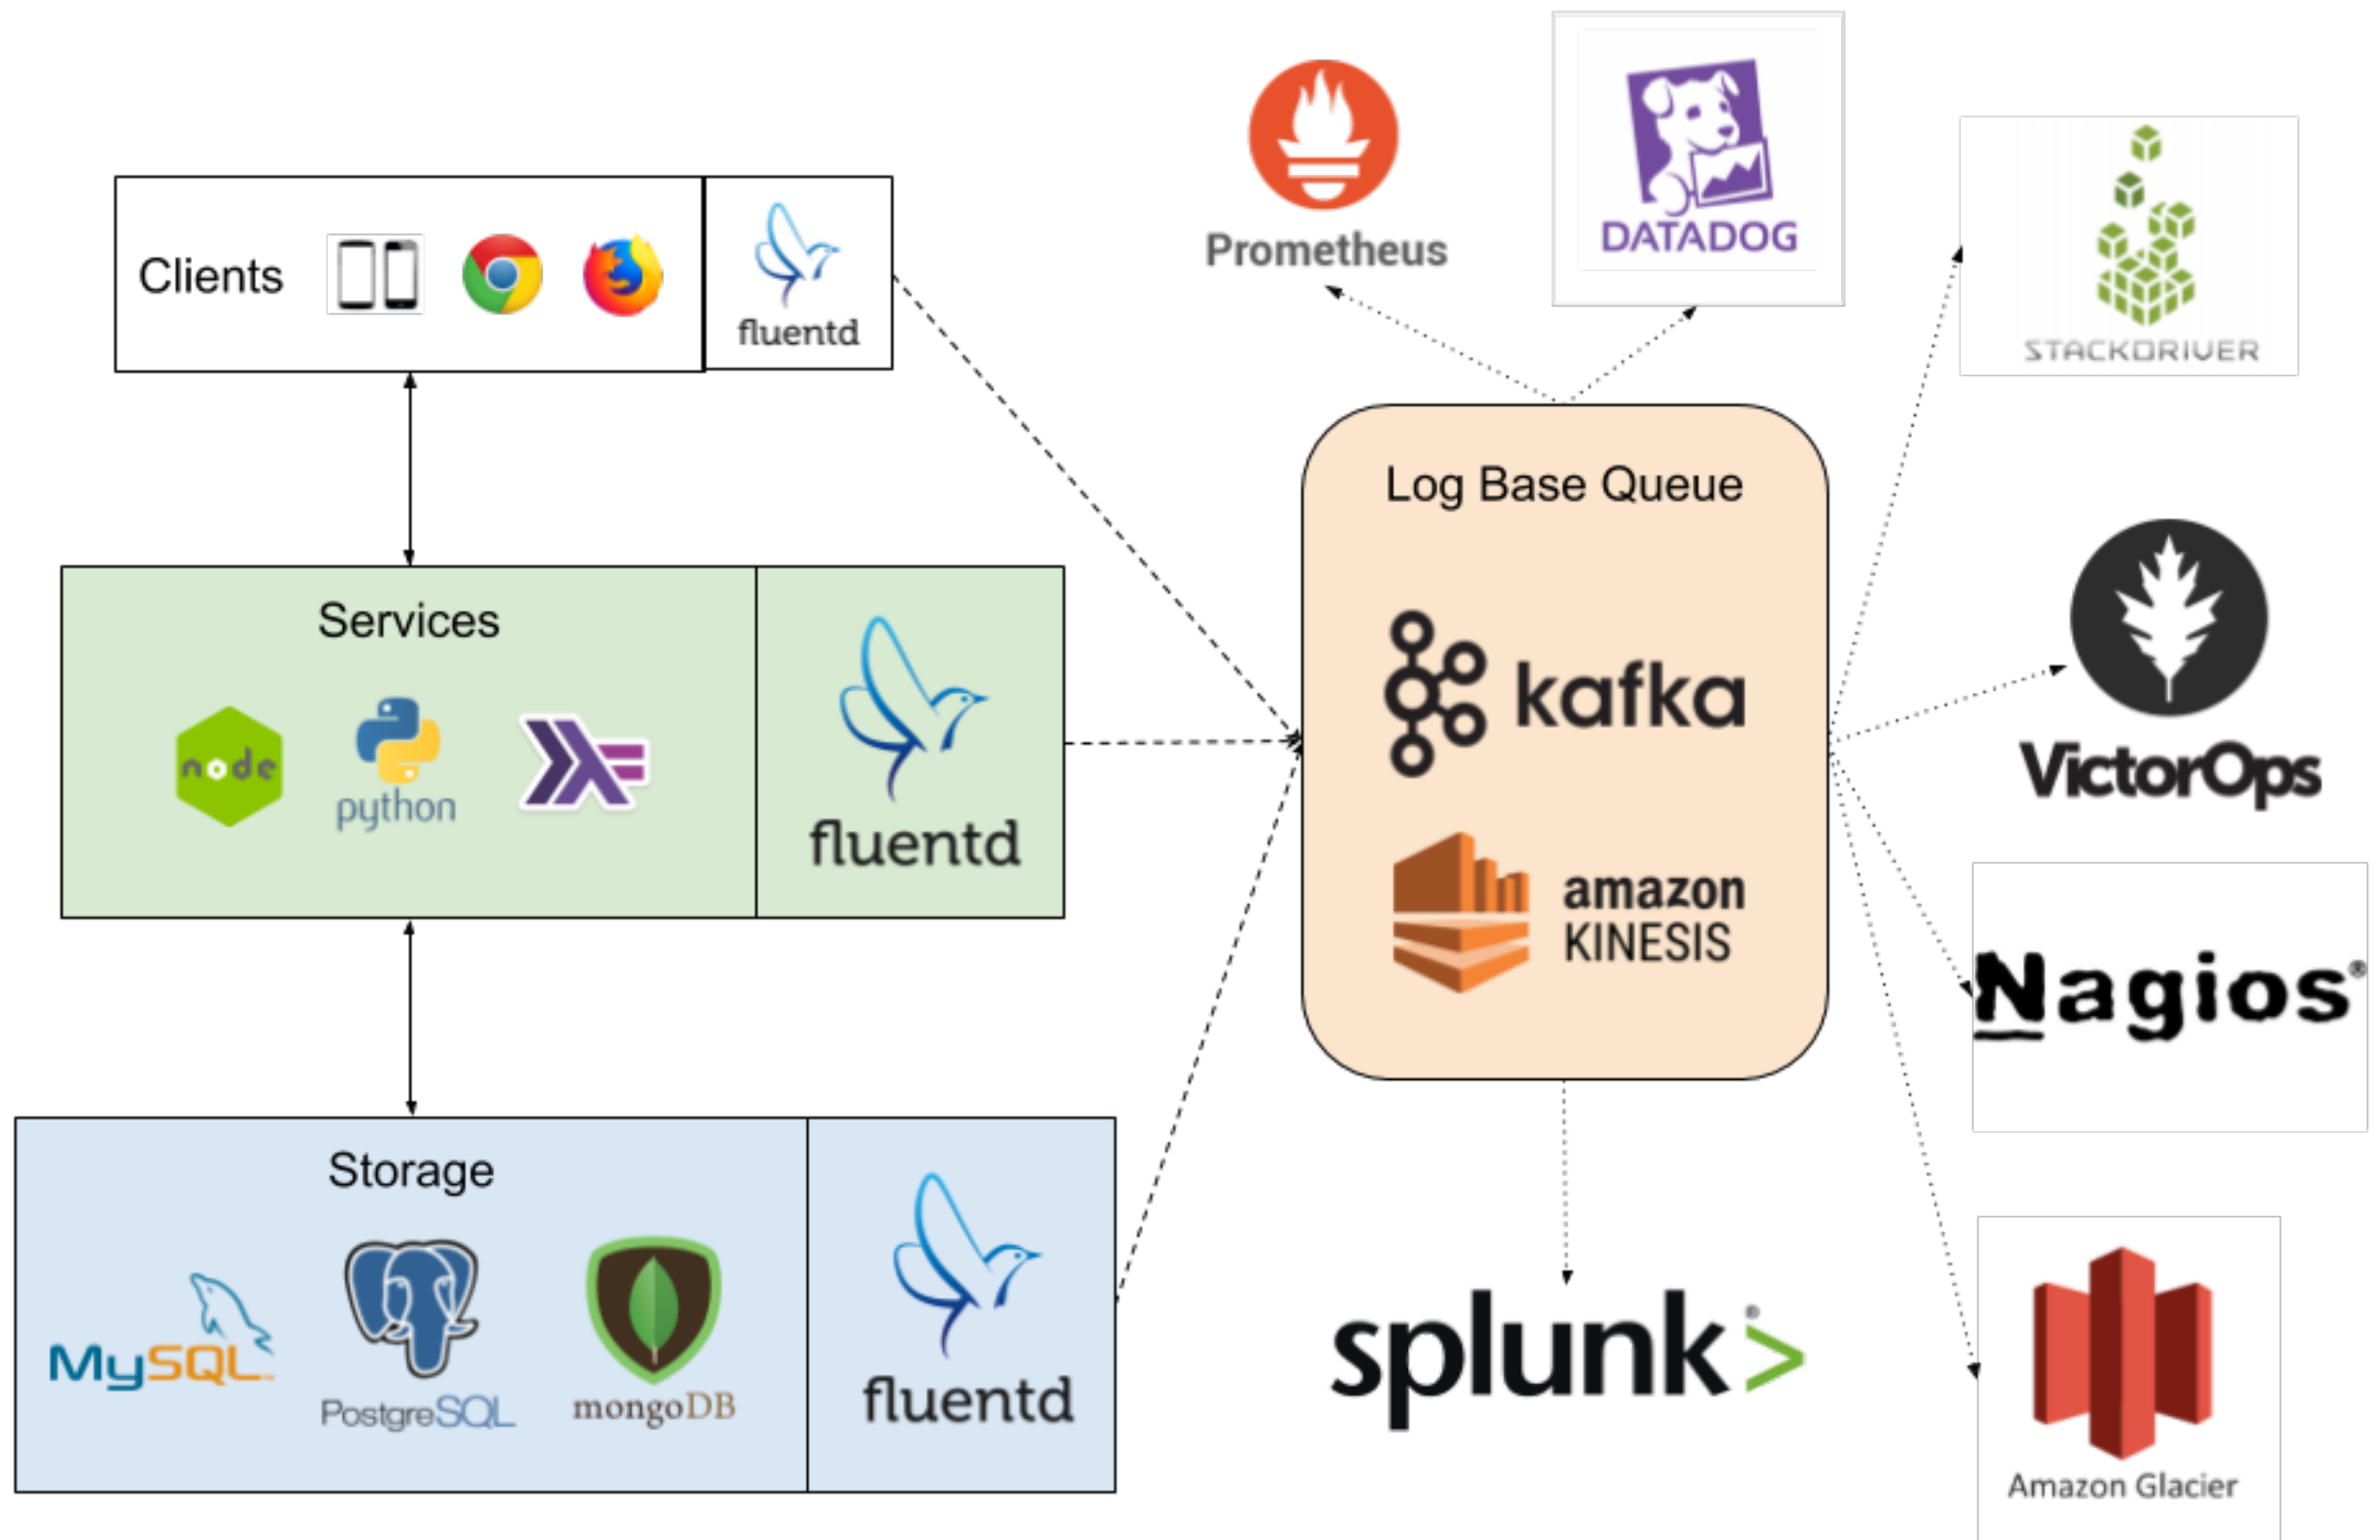 Clients
fluentd
Services
node
python
fluentd
Storage
MySQL
PostgreSQL
mongoDB
fluentd
Prometheus
DATADOG
STACKDRIVER
Log Base Queue
kafka
amazon
KINESIS
VictorOps
Nagios®
splunk>®
Amazon Glacier